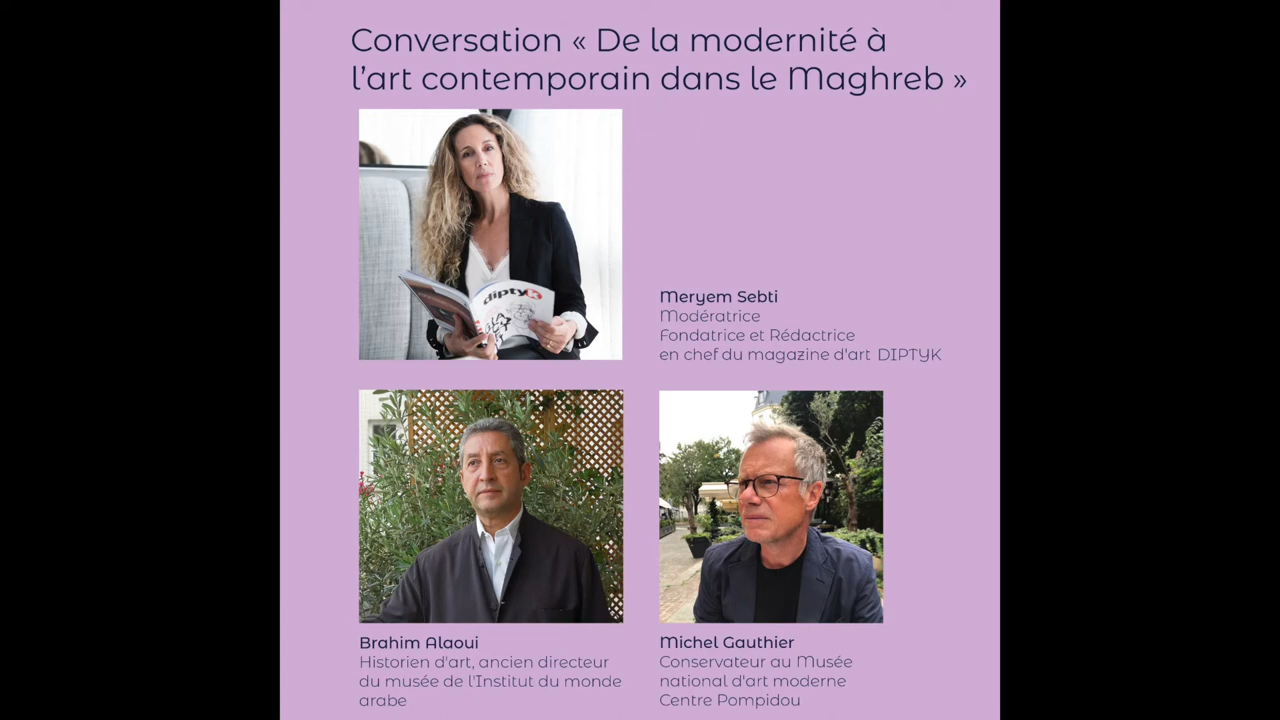 Conversation « De la modernité à
l’art contemporain dans le Maghreb »
diptyk
Meryem Sebti
Modératrice
Fondatrice et Rédactrice
en chef du magazine d'art DIPTYK
Brahim Alaoui
Historien d'art, ancien directeur
du musée de l'Institut du monde
arabe
Michel Gauthier
Conservateur au Musée
national d'art moderne
Centre Pompidou